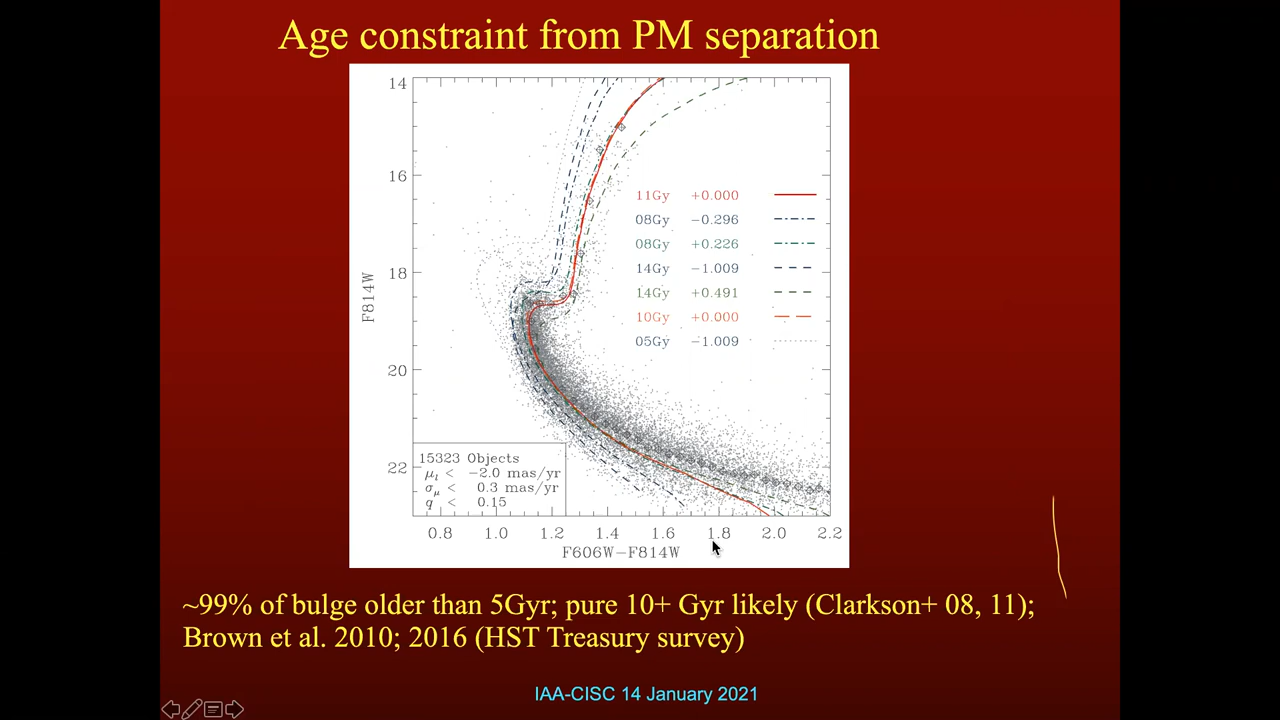 Age constraint from PM separation
14
16
18
20
22
F814W
11Gy +0.000
08Gy −0.296
08Gy +0.226
14Gy −1.009
14Gy +0.491
10Gy +0.000
05Gy −1.009
15323 Objects
μl < −2.0 mas/yr
σμ < 0.3 mas/yr
q < 0.15
0.8 1.0 1.2 1.4 1.6 1.8 2.0 2.2
F606W−F814W
~99% of bulge older than 5Gyr; pure 10+ Gyr likely (Clarkson+ 08, 11);
Brown et al. 2010; 2016 (HST Treasury survey)
IAA-CISC 14 January 2021